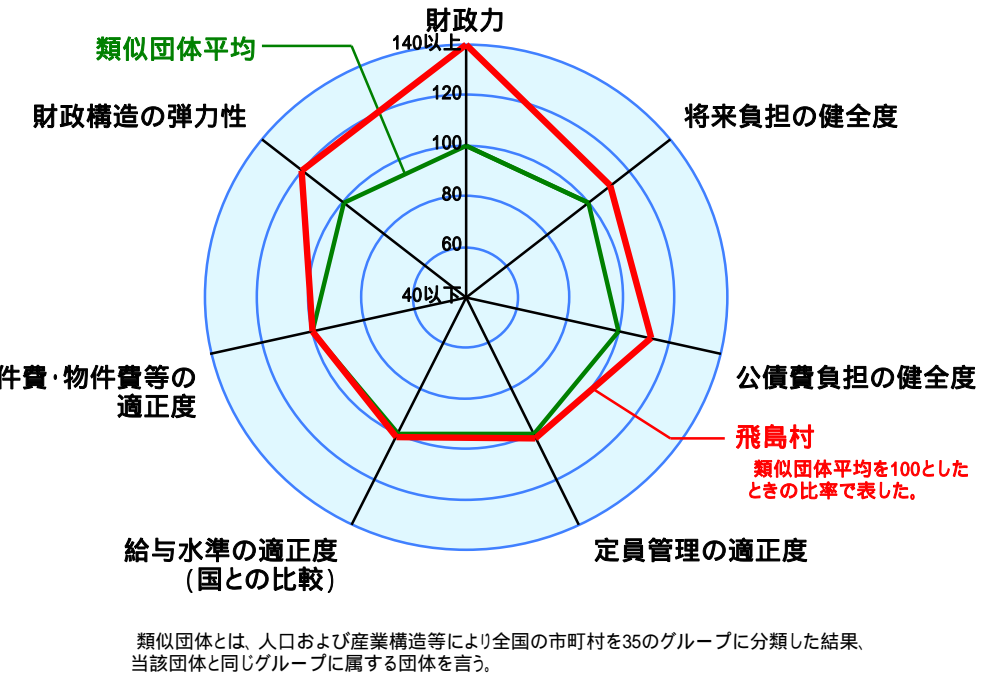 財政力
140以上
類似団体平均
120
財政構造の弾力性
将来負担の健全度
100
80
60
40以下
件費・物件費等の
適正度
公債費負担の健全度
飛島村
類似団体平均を100とした
ときの比率で表した。
給与水準の適正度
(国との比較)
定員管理の適正度
類似団体とは、人口および産業構造等により全国の市町村を35のグループに分類した結果、
当該団体と同じグループに属する団体を言う。